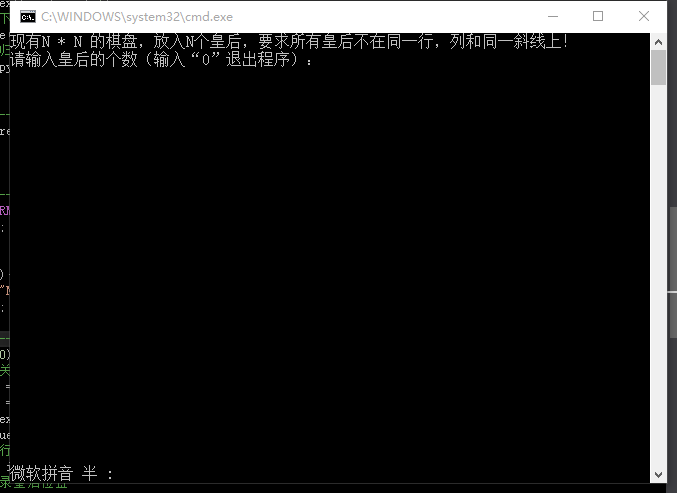 C:\WINDOWS\system32\cmd.exe
现有N * N 的棋盘，放入N个皇后，要求所有皇后不在同一行，列和同一斜线上！
请输入皇后的个数（输入“0”退出程序）：
微软拼音 半 ：